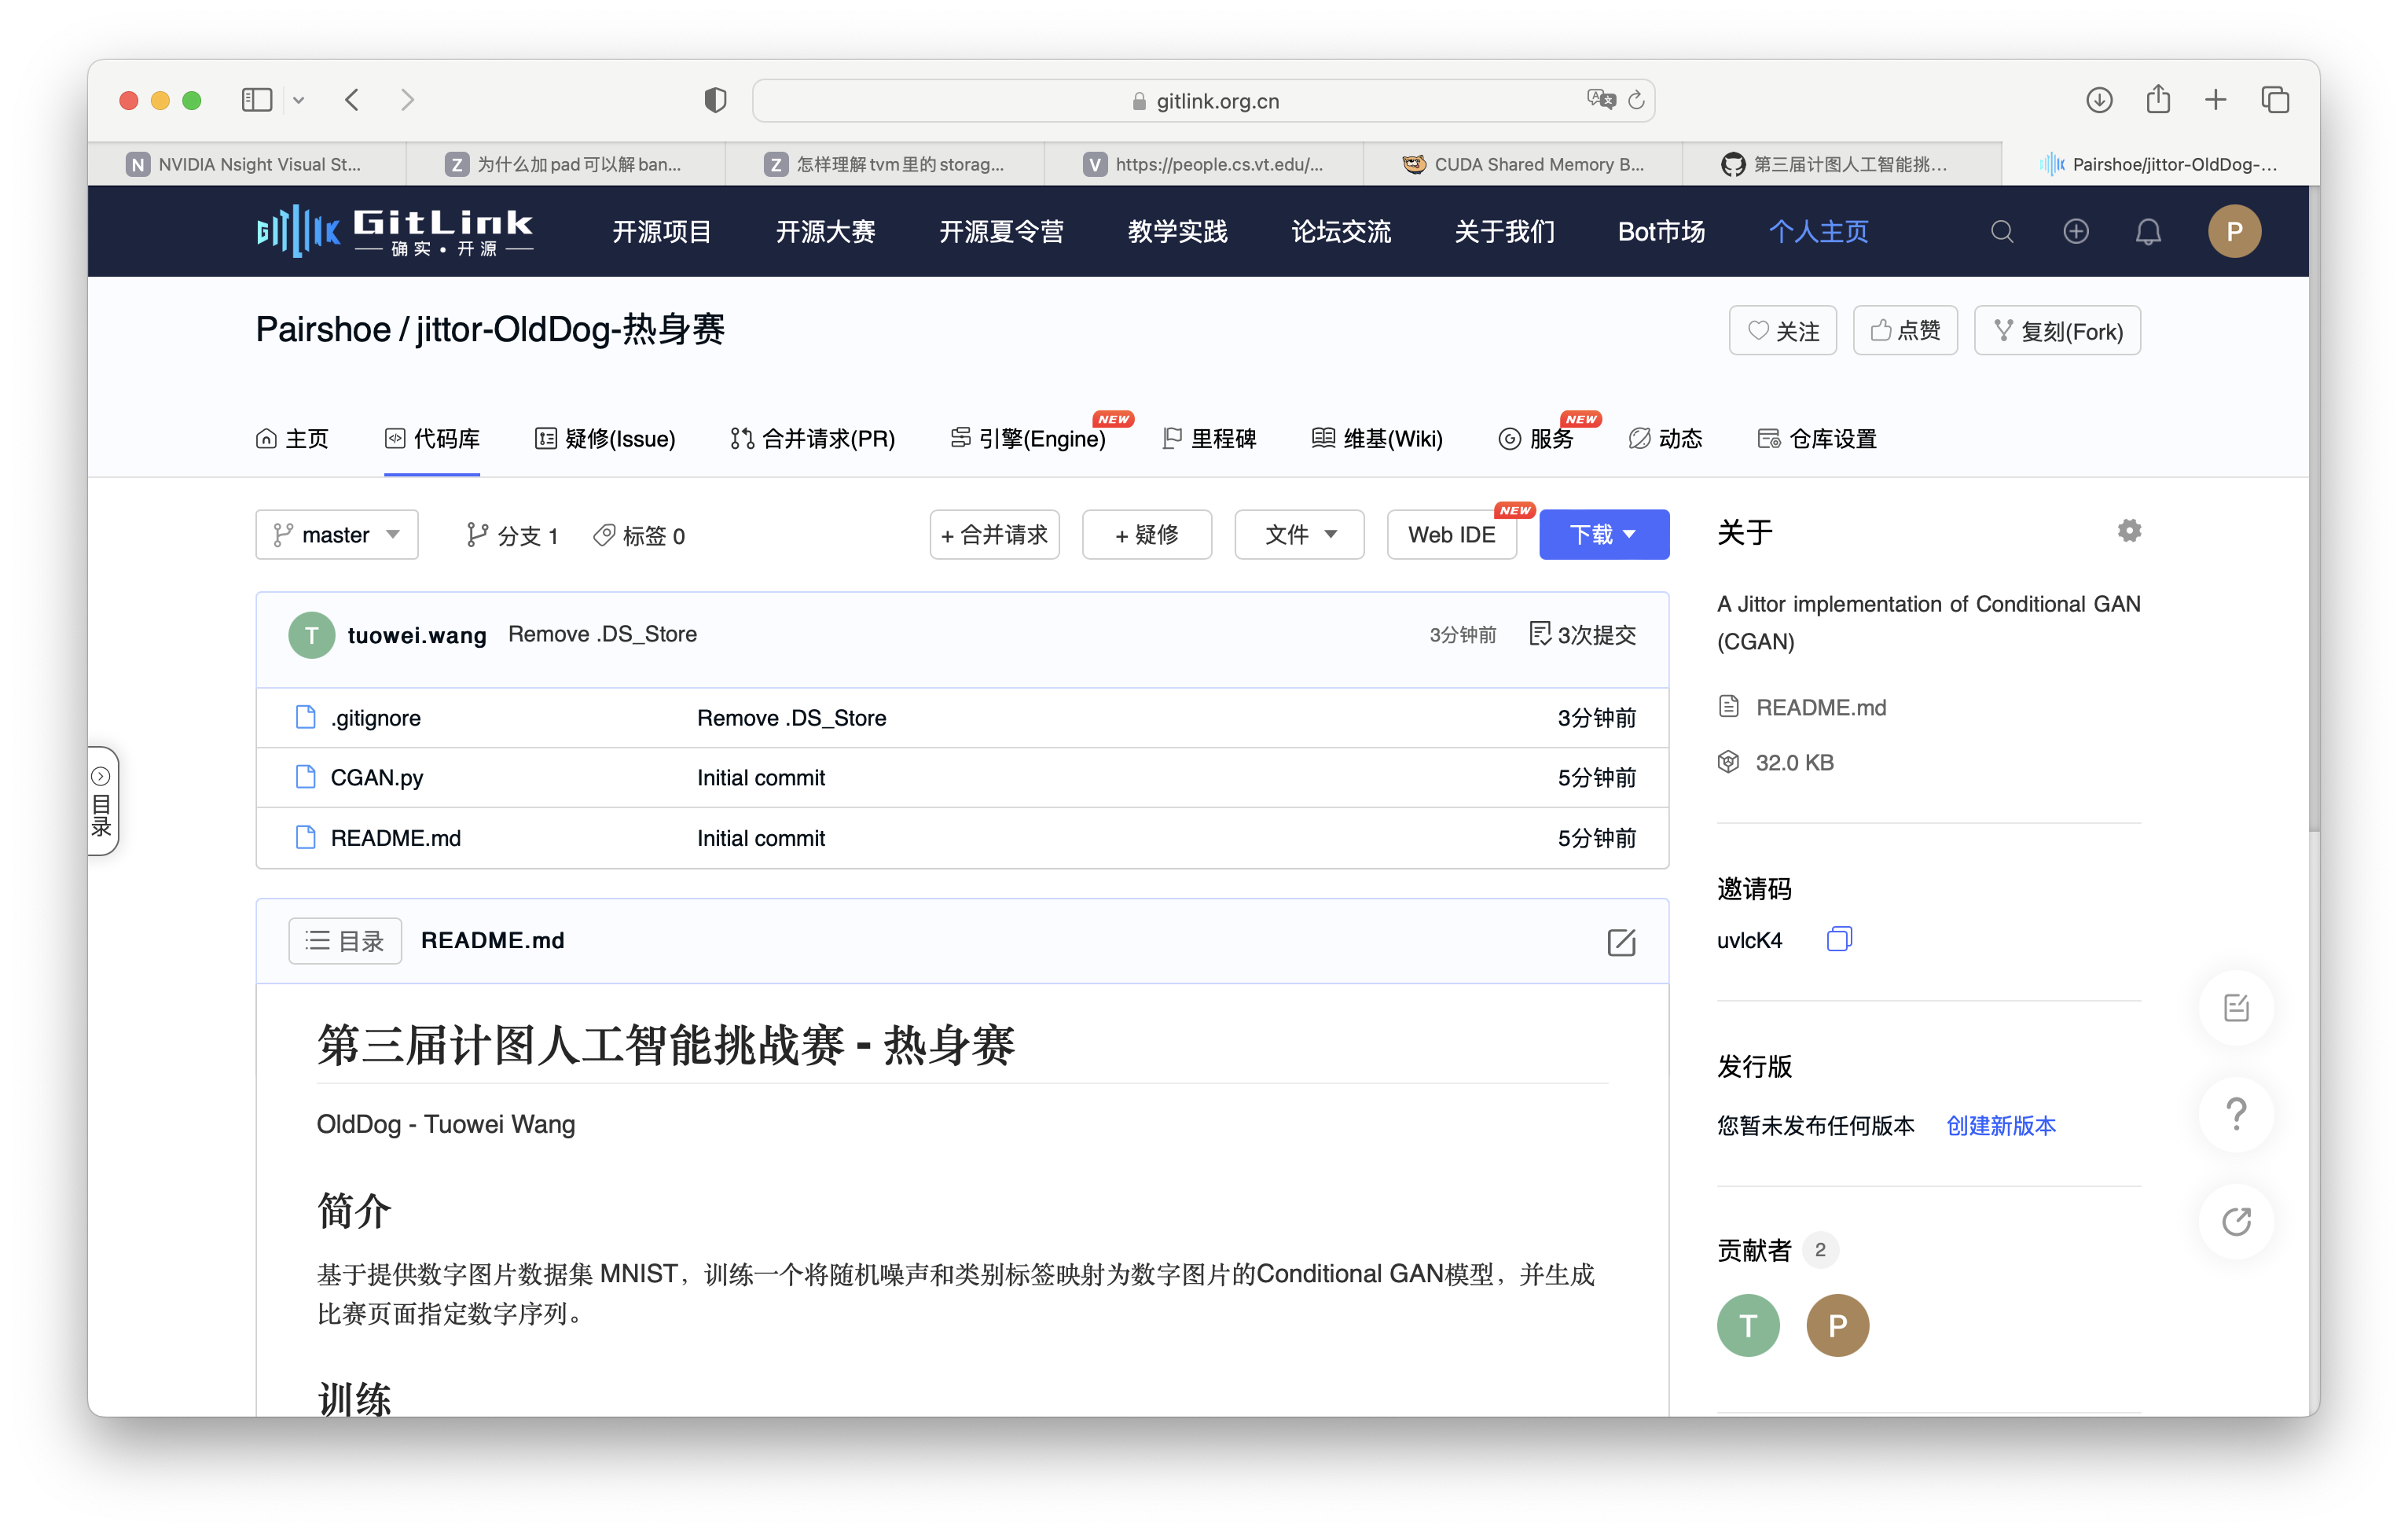 gitlink.org.cn
N NVIDIA Nsight Visual St...
Z 为什么加 pad 可以解 ban...
Z 怎样理解 tvm 里的 storag...
V https://people.cs.vt.edu/...
CUDA Shared Memory B...
第三届计图人工智能挑...
Pairshoe/jittor-OldDog-...
GitLink
确实•开源
开源项目 开源大赛 开源夏令营 教学实践 论坛交流 关于我们 Bot市场 个人主页 P
Pairshoe / jittor-OldDog-热身赛
关注 点赞 复刻(Fork)
主页 代码库 疑修(Issue) 合并请求(PR) 引擎(Engine) NEW 里程碑 维基(Wiki) 服务 NEW 动态 仓库设置
master 分支 1 标签 0 + 合并请求 + 疑修 文件 Web IDE NEW 下载
T tuowei.wang Remove .DS_Store 3分钟前 3次提交
.gitignore Remove .DS_Store 3分钟前
CGAN.py Initial commit 5分钟前
README.md Initial commit 5分钟前
目录
目录 README.md
第三届计图人工智能挑战赛 - 热身赛
OldDog - Tuowei Wang
简介
基于提供数字图片数据集 MNIST，训练一个将随机噪声和类别标签映射为数字图片的Conditional GAN模型，并生成
比赛页面指定数字序列。
训练
关于
A Jittor implementation of Conditional GAN
(CGAN)
README.md
32.0 KB
邀请码
uvlcK4
发行版
您暂未发布任何版本 创建新版本
贡献者 2
T P